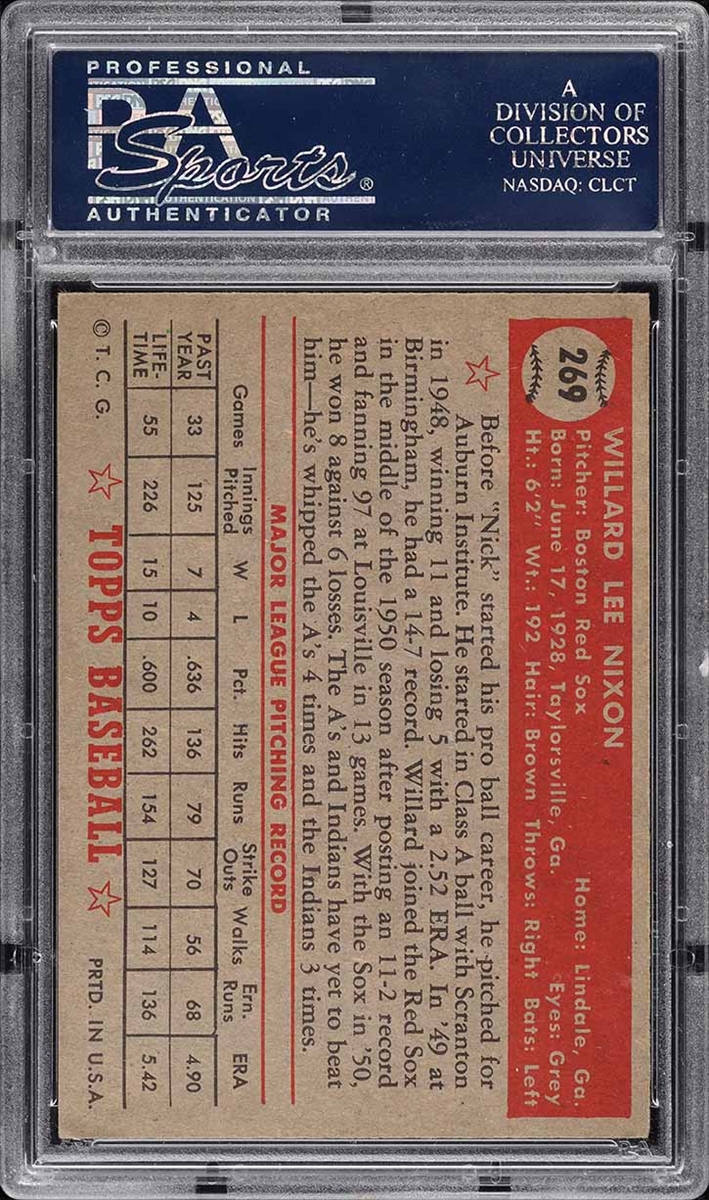 PROFESSIONAL
PSA
Sports®
AUTHENTICATOR
A
DIVISION OF
COLLECTORS
UNIVERSE
NASDAQ: CLCT
269
WILLARD LEE NIXON
Pitcher: Boston Red Sox Home: Lindale, Ga.
Born: June 17, 1928, Taylorsville, Ga. Eyes: Grey
Ht.: 6'2" Wt.: 192 Hair: Brown Throws: Right Bats: Left
Before "Nick" started his pro ball career, he pitched for
Auburn Institute. He started in Class A ball with Scranton
in 1948, winning 11 and losing 5 with a 2.52 ERA. In '49 at
Birmingham, he had a 14-7 record. Willard joined the Red Sox
in the middle of the 1950 season after posting an 11-2 record
and fanning 97 at Louisville in 13 games. With the Sox in '50,
he won 8 against 6 losses. The A's and Indians have yet to beat
him—he's whipped the A's 4 times and the Indians 3 times.
MAJOR LEAGUE PITCHING RECORD
Games Innings Pitched W L Pct. Hits Runs Strike Outs Walks Ern. Runs ERA
PAST YEAR 33 125 7 4 .636 136 79 70 56 68 4.90
LIFE-TIME 55 226 15 10 .600 262 154 127 114 136 5.42
© T. C. G. TOPPS BASEBALL PRTD. IN U.S.A.